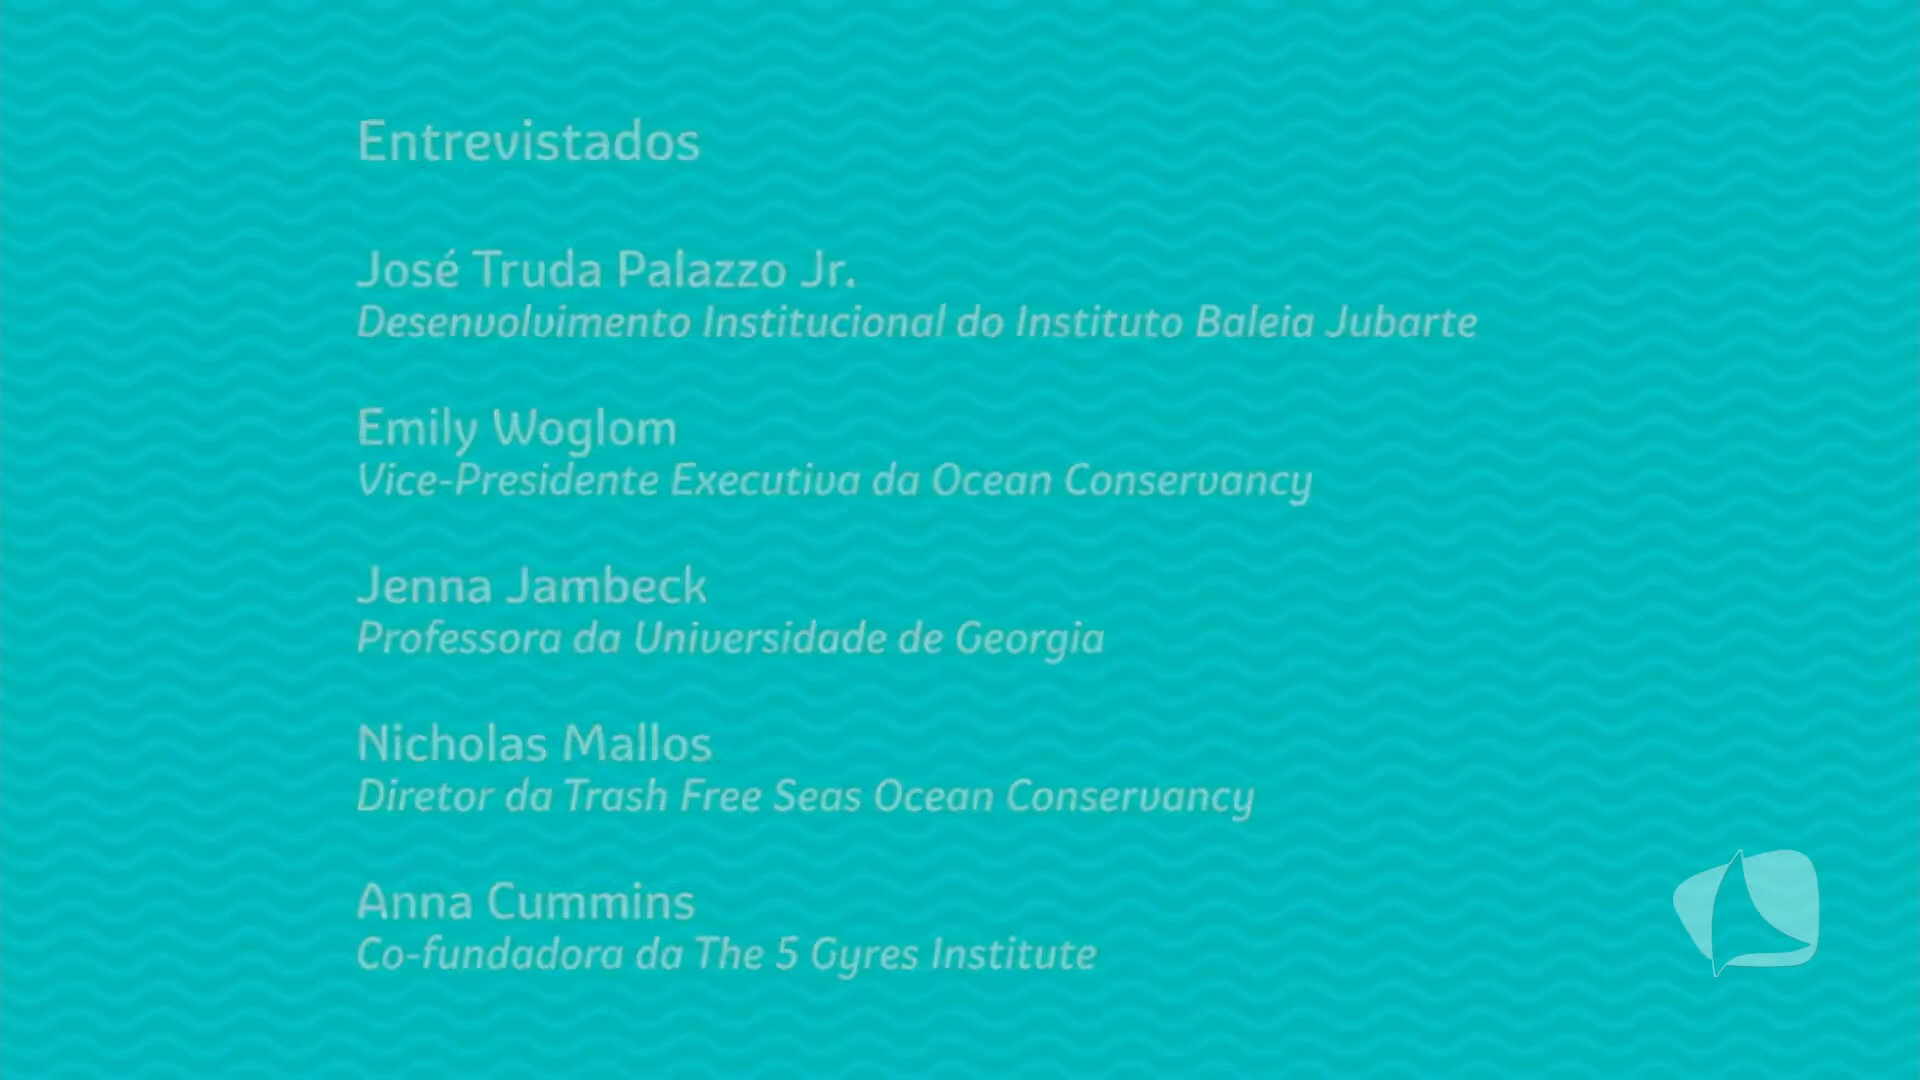 Entrevistados
José Truda Palazzo Jr.
Desenvolvimento Institucional do Instituto Baleia Jubarte
Emily Woglom
Vice-Presidente Executiva da Ocean Conservancy
Jenna Jambeck
Professora da Universidade de Georgia
Nicholas Mallos
Diretor da Trash Free Seas Ocean Conservancy
Anna Cummins
Co-fundadora da The 5 Gyres Institute